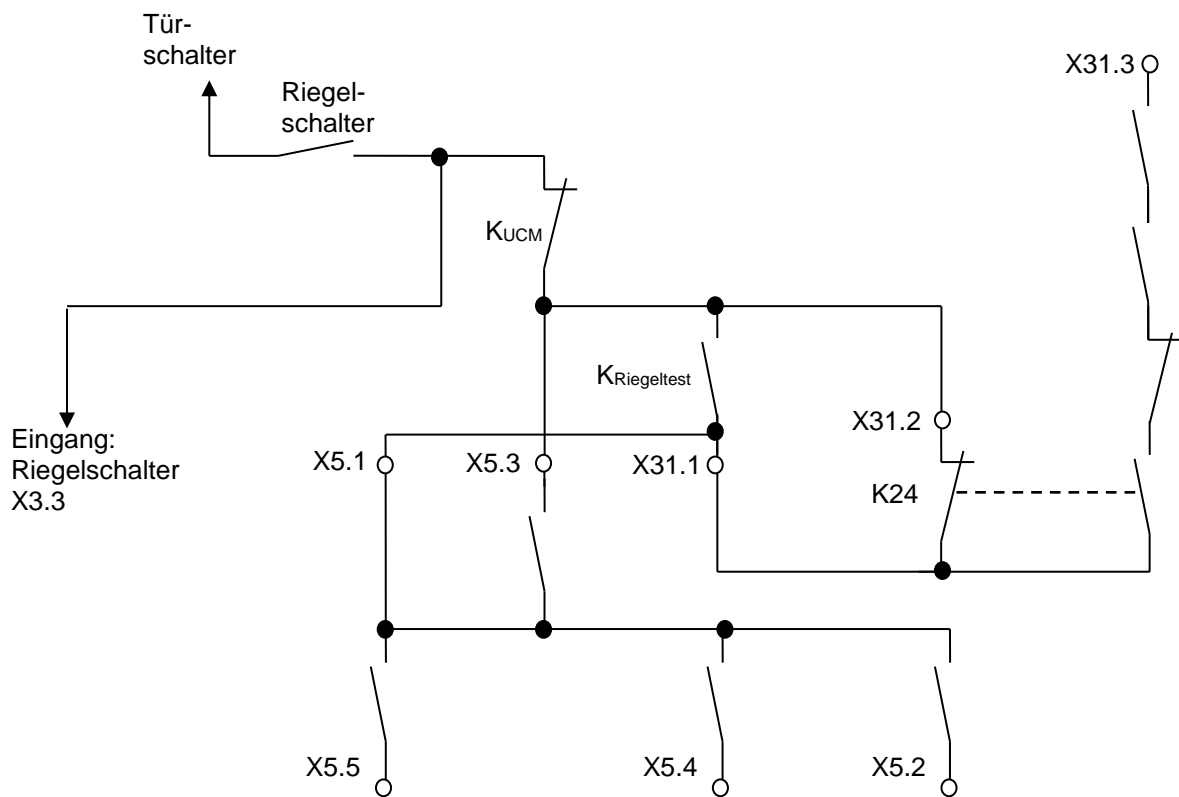 Tür-
schalter
X31.3
Riegel-
schalter
KUCM
KRiegeltest
X31.2
Eingang:
Riegelschalter
X3.3
X5.1
X5.3
X31.1
K24
X5.5
X5.4
X5.2